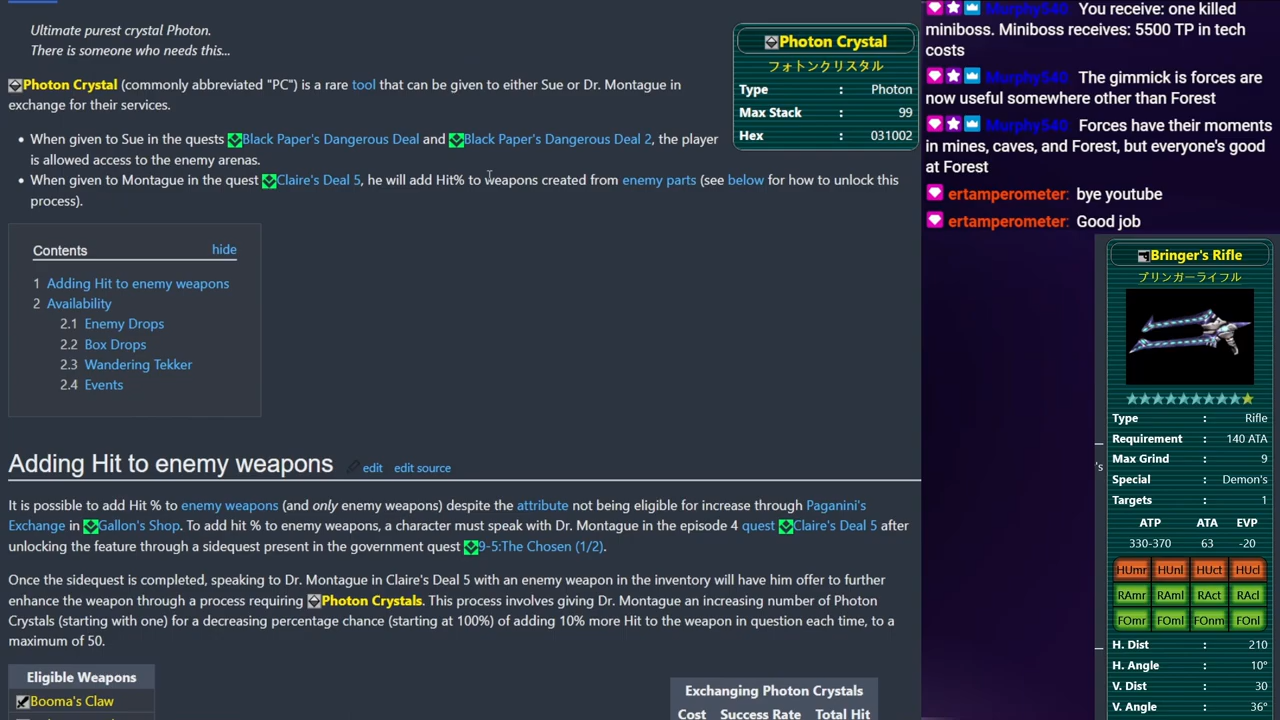 Ultimate purest crystal Photon.
There is someone who needs this...
Photon Crystal (commonly abbreviated "PC") is a rare tool that can be given to either Sue or Dr. Montague in
exchange for their services.
• When given to Sue in the quests Black Paper's Dangerous Deal and Black Paper's Dangerous Deal 2, the player
is allowed access to the enemy arenas.
• When given to Montague in the quest Claire's Deal 5, he will add Hit% to weapons created from enemy parts (see below for how to unlock this
process).
Photon Crystal
フォトンクリスタル
Type : Photon
Max Stack : 99
Hex : 031002
Contents hide
1 Adding Hit to enemy weapons
2 Availability
2.1 Enemy Drops
2.2 Box Drops
2.3 Wandering Tekker
2.4 Events
Adding Hit to enemy weapons edit edit source
It is possible to add Hit % to enemy weapons (and only enemy weapons) despite the attribute not being eligible for increase through Paganini's
Exchange in Gallon's Shop. To add hit % to enemy weapons, a character must speak with Dr. Montague in the episode 4 quest Claire's Deal 5 after
unlocking the feature through a sidequest present in the government quest 9-5:The Chosen (1/2).
Once the sidequest is completed, speaking to Dr. Montague in Claire's Deal 5 with an enemy weapon in the inventory will have him offer to further
enhance the weapon through a process requiring Photon Crystals. This process involves giving Dr. Montague an increasing number of Photon
Crystals (starting with one) for a decreasing percentage chance (starting at 100%) of adding 10% more Hit to the weapon in question each time, to a
maximum of 50.
Eligible Weapons
Booma's Claw
Exchanging Photon Crystals
Cost Success Rate Total Hit
Murphy540 You receive: one killed
miniboss. Miniboss receives: 5500 TP in tech
costs
Murphy540 The gimmick is forces are
now useful somewhere other than Forest
Murphy540 Forces have their moments
in mines, caves, and Forest, but everyone's good
at Forest
ertamperometer: bye youtube
ertamperometer: Good job
's
Bringer's Rifle
ブリンガーライフル
★★★★★★★★★★
Type : Rifle
Requirement : 140 ATA
Max Grind : 9
Special : Demon's
Targets : 1
ATP ATA EVP
330-370 63 -20
HUmr HUnl HUct HUcl
RAmr RAml RAct RAcl
FOmr FOml FOnm FOnl
H. Dist : 210
H. Angle : 10°
V. Dist : 30
V. Angle : 36°